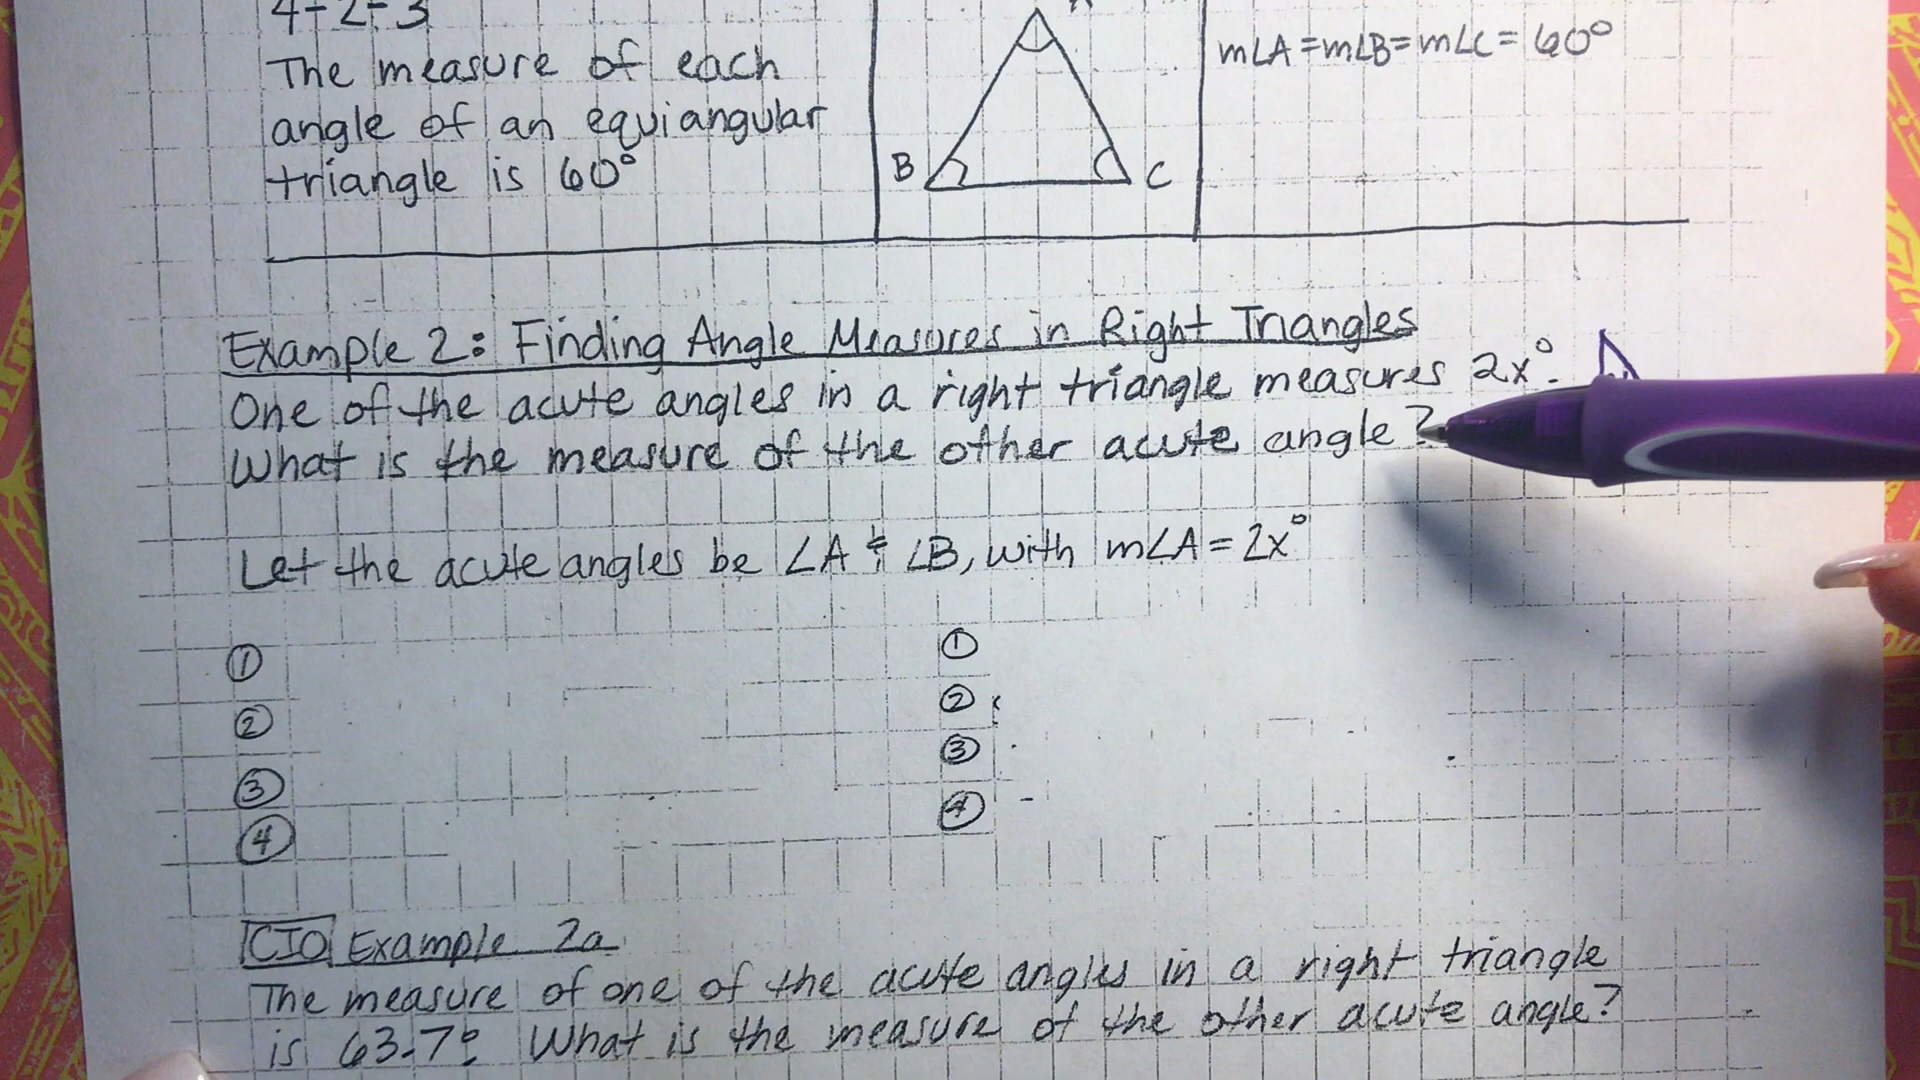 4-2-3
The measure of each
angle of an equiangular
triangle is 60°
B
C
m∠A=m∠B=m∠C=60°
Example 2: Finding Angle Measures in Right Triangles
One of the acute angles in a right triangle measures 2x°.
What is the measure of the other acute angle?
Let the acute angles be ∠A & ∠B, with m∠A = 2x°
①
②
③
④
①
②
③
④
CIO Example 2a
The measure of one of the acute angles in a right triangle
is 63.7°. What is the measure of the other acute angle?